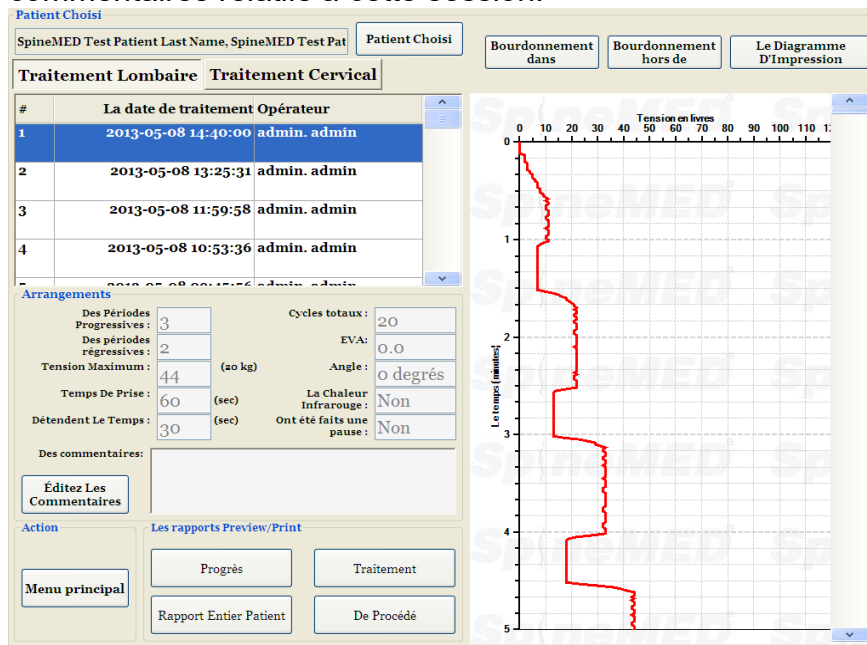 commentaires relatifs à cette session.
Patient Choisi
SpineMED Test Patient Last Name, SpineMED Test Pat
Patient Choisi
Bourdonnement dans
Bourdonnement hors de
Le Diagramme D'Impression
Traitement Lombaire
Traitement Cervical
# La date de traitement Opérateur
1 2013-05-08 14:40:00 admin. admin
2 2013-05-08 13:25:31 admin. admin
3 2013-05-08 11:59:58 admin. admin
4 2013-05-08 10:53:36 admin. admin
Arrangements
Des Périodes
Progressives : 3
Cycles totaux : 20
Des périodes
régressives : 2
EVA: 0.0
Tension Maximum : 44 (20 kg)
Angle : 0 degrés
Temps De Prise : 60 (sec)
La Chaleur
Infrarouge : Non
Détendent Le Temps : 30 (sec)
Ont été faits une
pause : Non
Des commentaires:
Éditez Les
Commentaires
Action
Menu principal
Les rapports Preview/Print
Progrès
Traitement
Rapport Entier Patient
De Procédé
Tension en livres
0 10 20 30 40 50 60 70 80 90 100 110
Le temps (minutes)
0
1
2
3
4
5
SpineMED